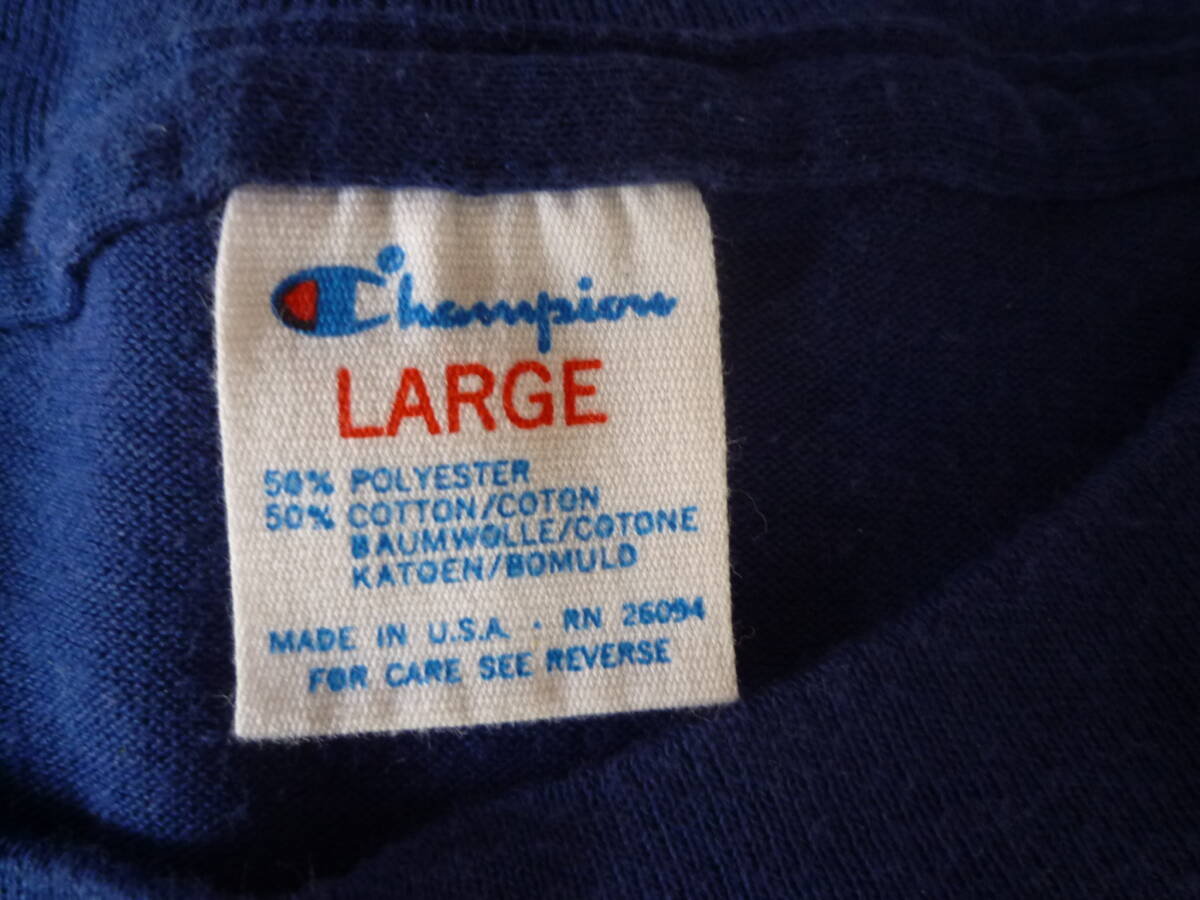 Champion
LARGE
50% POLYESTER
50% COTTON/COTON
BAUMWOLLE/COTONE
KATOEN/BOMULD
MADE IN U.S.A. · RN 26094
FOR CARE SEE REVERSE